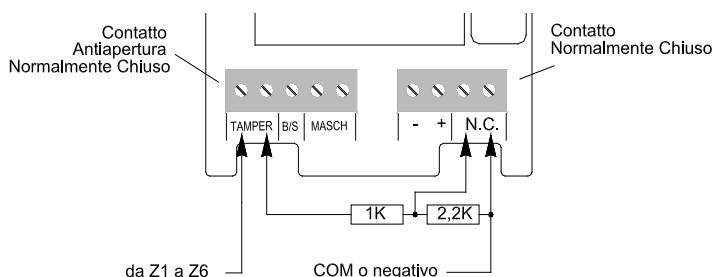 Contatto
Antiapertura
Normalmente Chiuso
Contatto
Normalmente Chiuso
TAMPER B/S MASCH
- + N.C.
1K 2,2K
da Z1 a Z6 COM o negativo